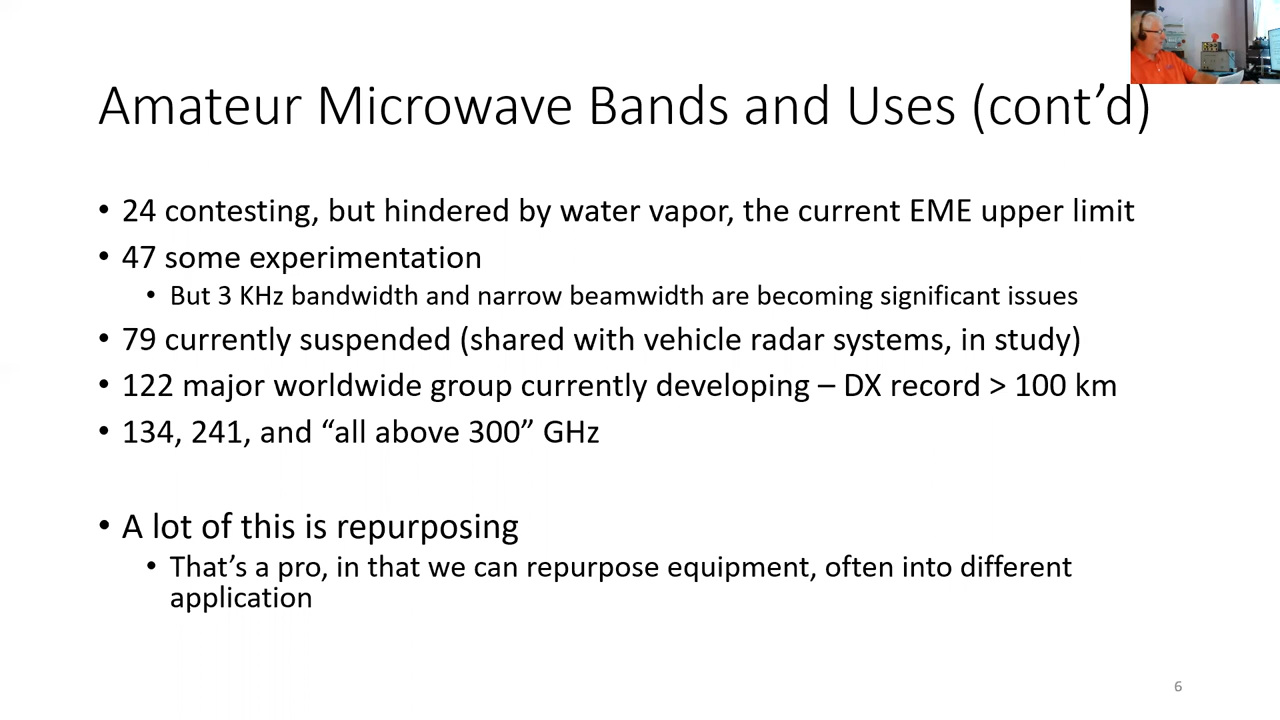 Amateur Microwave Bands and Uses (cont’d)
• 24 contesting, but hindered by water vapor, the current EME upper limit
• 47 some experimentation
• But 3 KHz bandwidth and narrow beamwidth are becoming significant issues
• 79 currently suspended (shared with vehicle radar systems, in study)
• 122 major worldwide group currently developing – DX record > 100 km
• 134, 241, and “all above 300” GHz
• A lot of this is repurposing
• That’s a pro, in that we can repurpose equipment, often into different
application
6